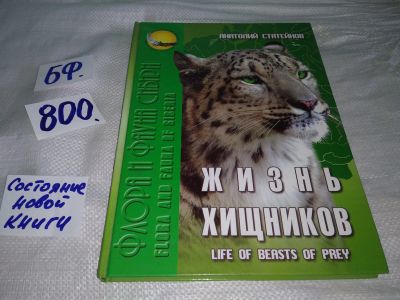 БФ.
800.
Состояние
новой
книги
АНАТОЛИЙ СТАТЕЙНОВ
ФЛОРА И ФАУНА СИБИРИ
FLORA AND FAUNA OF SIBERIA
ЖИЗНЬ
ХИЩНИКОВ
LIFE OF BEASTS OF PREY